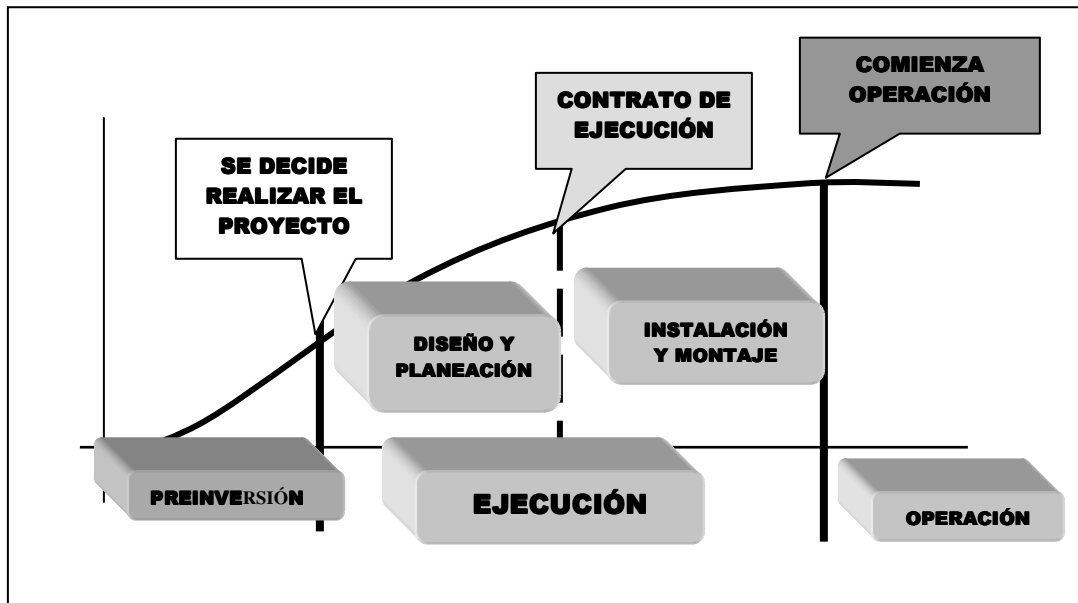 COMIENZA
OPERACIÓN
CONTRATO DE
EJECUCIÓN
SE DECIDE
REALIZAR EL
PROYECTO
DISEÑO Y
PLANEACIÓN
INSTALACIÓN
Y MONTAJE
PREINVERSIÓN
EJECUCIÓN
OPERACIÓN